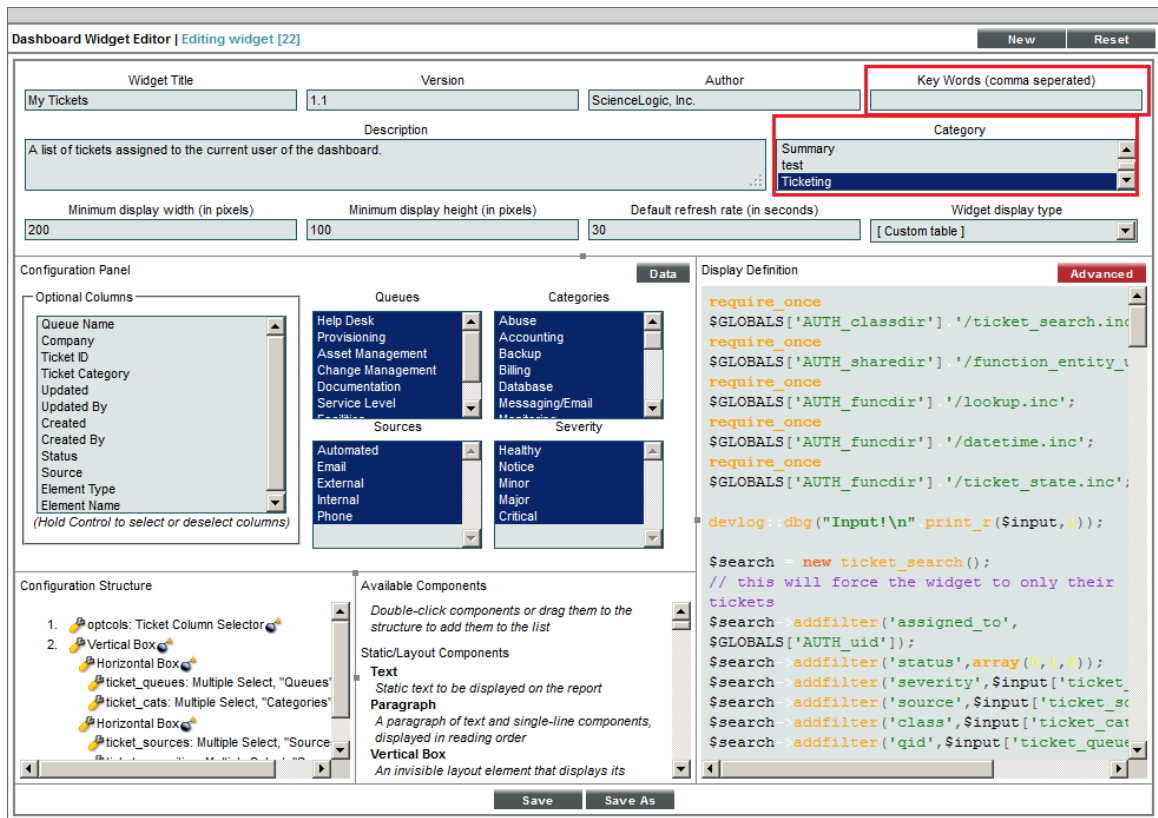 Dashboard Widget Editor | Editing widget [22]
New
Reset
Widget Title
Version
Author
Key Words (comma seperated)
My Tickets
1.1
ScienceLogic, Inc.
Description
Category
A list of tickets assigned to the current user of the dashboard.
Summary
test
Ticketing
Minimum display width (in pixels)
Minimum display height (in pixels)
Default refresh rate (in seconds)
Widget display type
200
100
30
[ Custom table ]
Configuration Panel
Data
Optional Columns
Queue Name
Company
Ticket ID
Ticket Category
Updated
Updated By
Created
Created By
Status
Source
Element Type
Element Name
(Hold Control to select or deselect columns)
Queues
Help Desk
Provisioning
Asset Management
Change Management
Documentation
Service Level
Categories
Abuse
Accounting
Backup
Billing
Database
Messaging/Email
Sources
Automated
Email
External
Internal
Phone
Severity
Healthy
Notice
Minor
Major
Critical
Display Definition
Advanced
require_once
$GLOBALS['AUTH_classdir'].'/ticket_search.inc
require_once
$GLOBALS['AUTH_sharedir'].'/function_entity_
require_once
$GLOBALS['AUTH_funcdir'].'/lookup.inc';
require_once
$GLOBALS['AUTH_funcdir'].'/datetime.inc';
require_once
$GLOBALS['AUTH_funcdir'].'/ticket_state.inc';
devlog::dbg("Input!\n".print_r($input,1));
$search = new ticket_search();
// this will force the widget to only their
tickets
$search->addfilter('assigned_to',
$GLOBALS['AUTH_uid']);
$search->addfilter('status',array(0,1,2));
$search->addfilter('severity',$input['ticket_
$search->addfilter('source',$input['ticket_so
$search->addfilter('class',$input['ticket_cat
$search->addfilter('qid',$input['ticket_queue
Configuration Structure
1. optcols: Ticket Column Selector
2. Vertical Box
Horizontal Box
ticket_queues: Multiple Select, "Queues"
ticket_cats: Multiple Select, "Categories"
Horizontal Box
ticket_sources: Multiple Select, "Source
Available Components
Double-click components or drag them to the
structure to add them to the list
Static/Layout Components
Text
Static text to be displayed on the report
Paragraph
A paragraph of text and single-line components,
displayed in reading order
Vertical Box
An invisible layout element that displays its
Save
Save As